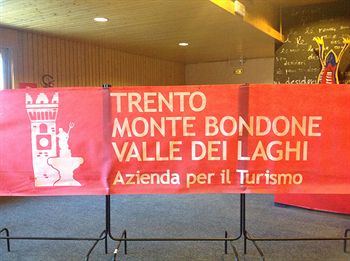 TRENTO
MONTE BONDONE
VALLE DEI LAGHI
Azienda per il Turismo